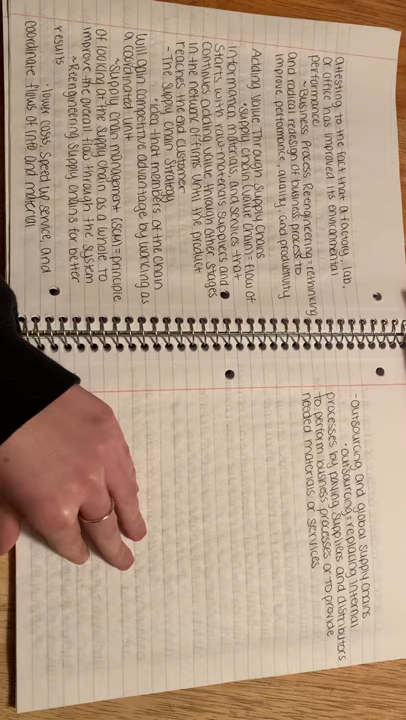 attesting to the fact that a factory, lab,
or office has improved its environmental
performance
~Business Process Reengineering=rethinking
and radical redesign of business process to
improve performance, quality, and productivity
Adding Value Through Supply Chains
•supply chain (value chain)=flow of
information, materials, and services that
starts with raw-materials suppliers and
continues adding value through other stages
in the network of firms until the product
reaches the end customer
-The Supply Chain Strategy
•idea that members of the chain
will gain competitive advantage by working as
a coordinated unit
~supply chain management (SCM)=principle
of looking at the supply chain as a whole to
improve the overall flow through the system
~Reengineering supply chains for better
results
•lower costs, speed up service, and
coordinate flows of info and material
-outsourcing and global supply chains
•outsourcing=replacing internal
processes by paying suppliers and distributors
to perform business processes or to provide
needed materials or services